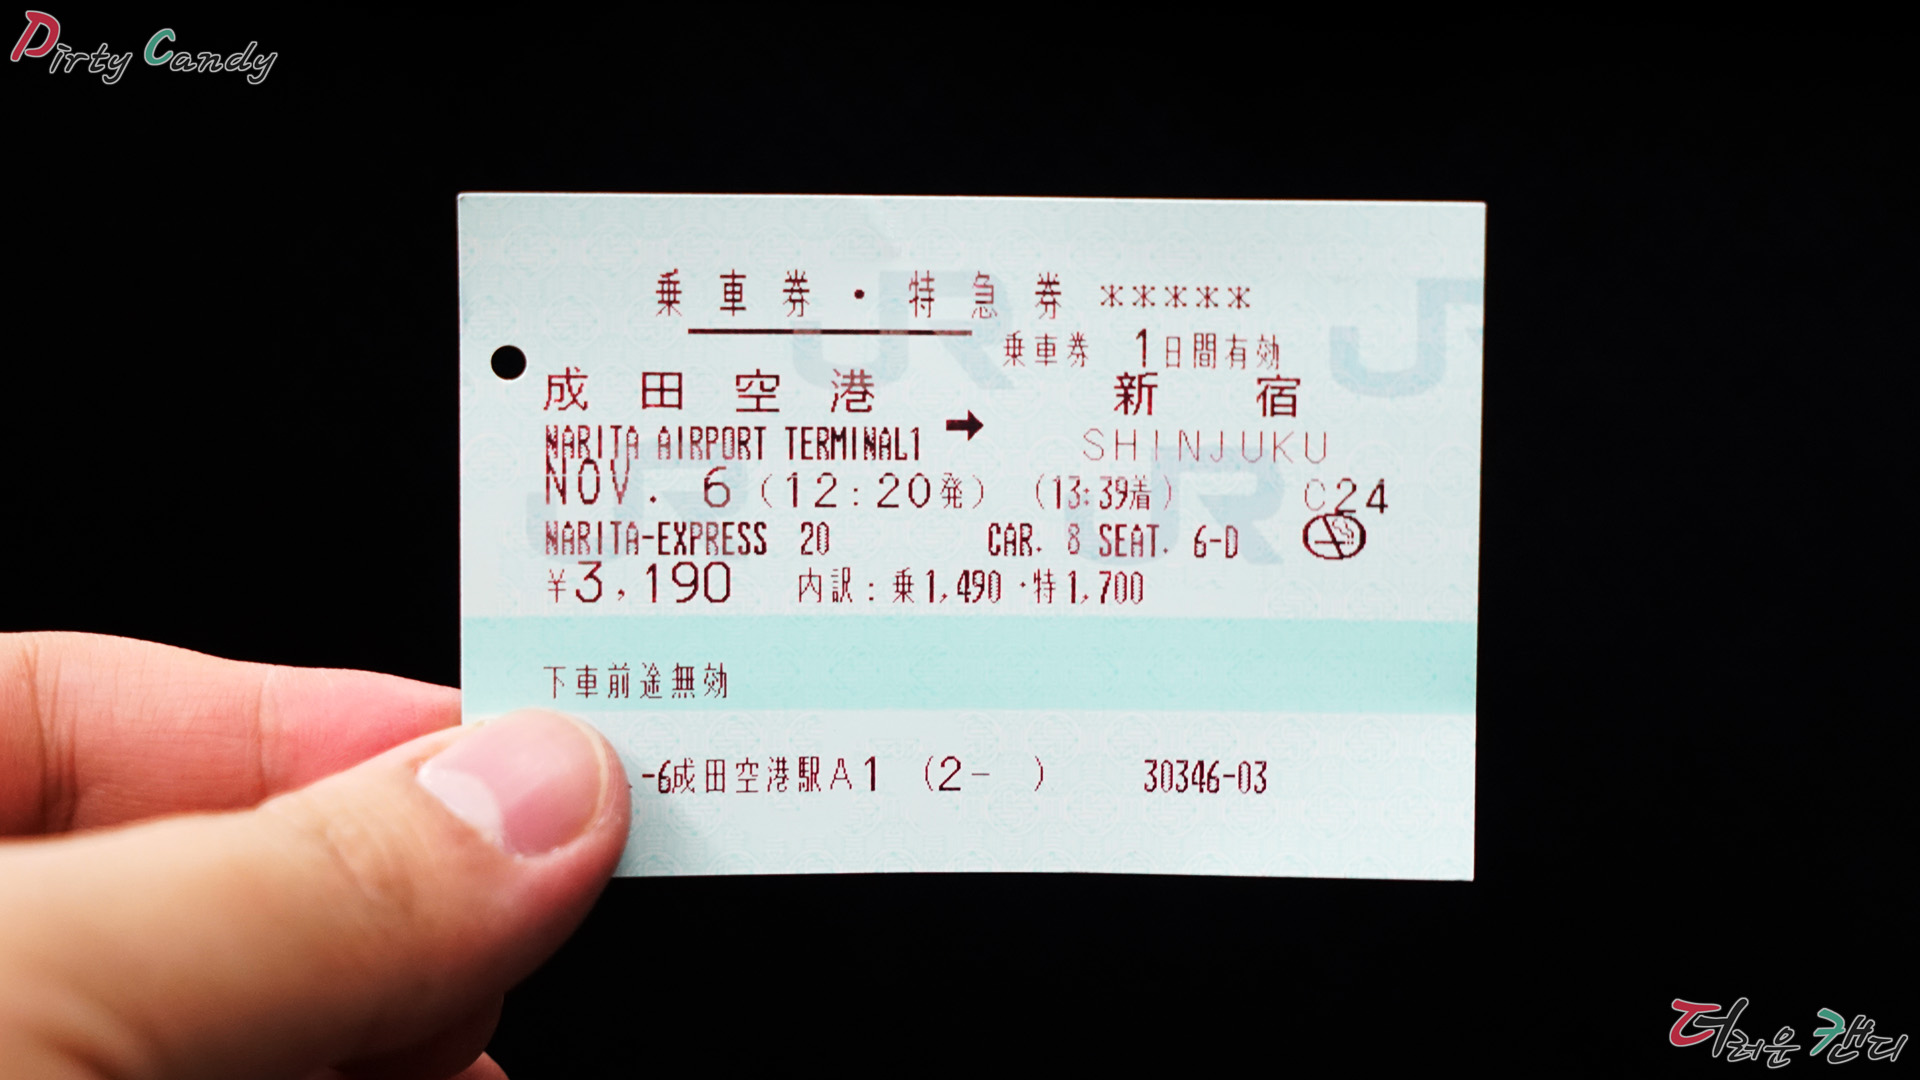 Dirty Candy
乗車券・特急券 *****
乗車券 1日間有効
成田空港 → 新宿
NARITA AIRPORT TERMINAL1 SHINJUKU
NOV. 6 (12:20発) (13:39着) C24
NARITA-EXPRESS 20 CAR. 8 SEAT. 6-D
¥3,190 内訳:乗1,490・特1,700
下車前途無効
-6成田空港駅A1 (2- ) 30346-03
더러운 캔디